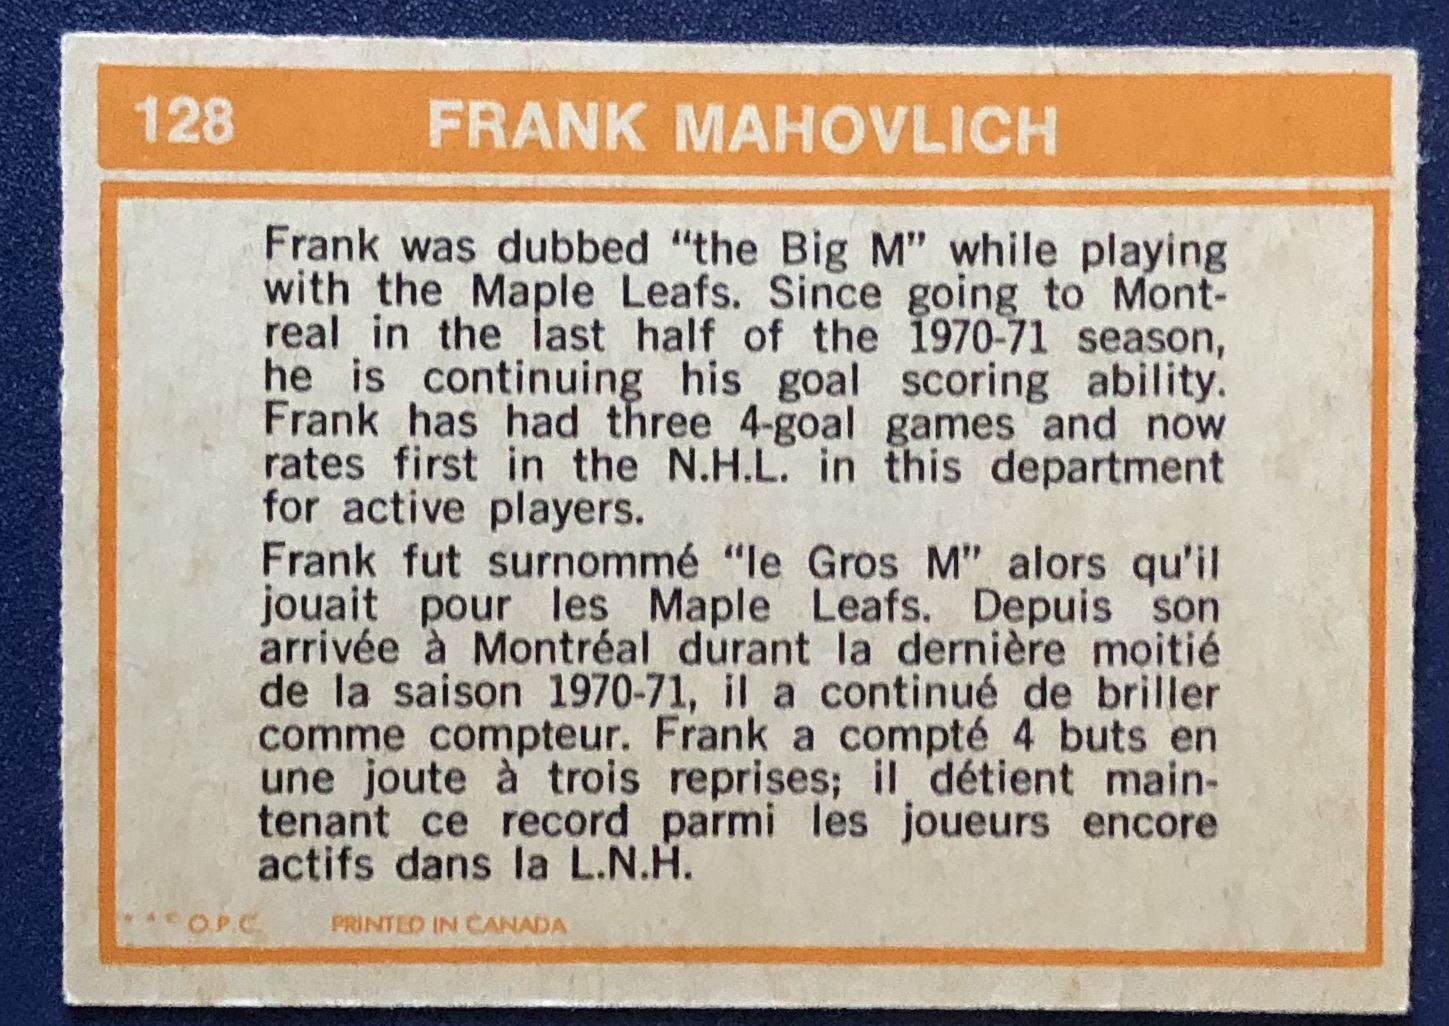 128 FRANK MAHOVLICH
Frank was dubbed “the Big M” while playing
with the Maple Leafs. Since going to Mont-
real in the last half of the 1970-71 season,
he is continuing his goal scoring ability.
Frank has had three 4-goal games and now
rates first in the N.H.L. in this department
for active players.
Frank fut surnommé “le Gros M” alors qu'il
jouait pour les Maple Leafs. Depuis son
arrivée à Montréal durant la dernière moitié
de la saison 1970-71, il a continué de briller
comme compteur. Frank a compté 4 buts en
une joute à trois reprises; il détient main-
tenant ce record parmi les joueurs encore
actifs dans la L.N.H.
* * © O.P.C. PRINTED IN CANADA